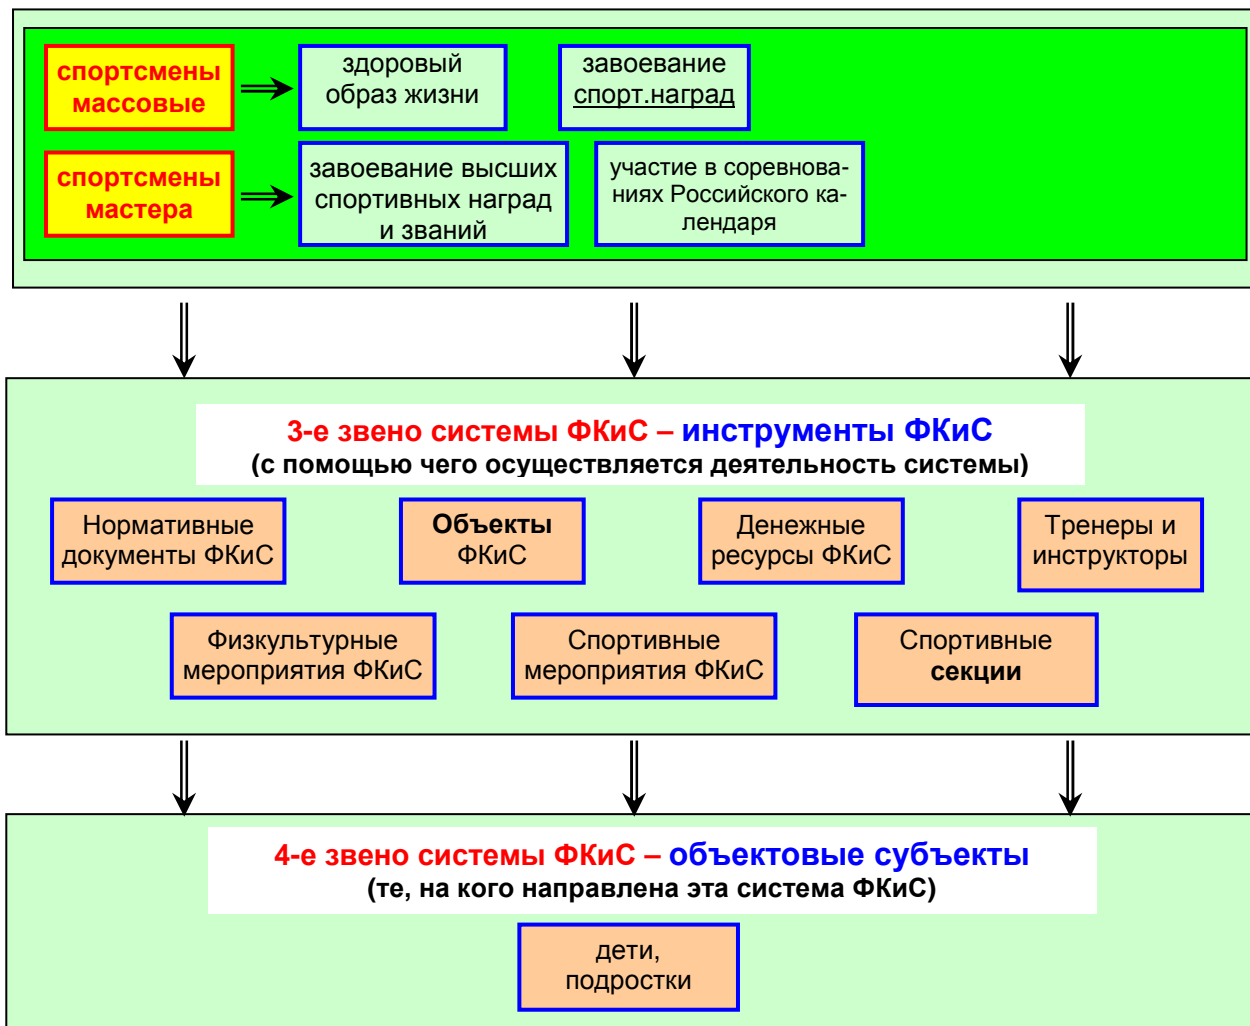 спортсмены
массовые
здоровый
образ жизни
завоевание
спорт.наград
спортсмены
мастера
завоевание высших
спортивных наград
и званий
участие в соревнова-
ниях Российского ка-
лендаря
3-е звено системы ФКиС – инструменты ФКиС
(с помощью чего осуществляется деятельность системы)
Нормативные
документы ФКиС
Объекты
ФКиС
Денежные
ресурсы ФКиС
Тренеры и
инструкторы
Физкультурные
мероприятия ФКиС
Спортивные
мероприятия ФКиС
Спортивные
секции
4-е звено системы ФКиС – объектовые субъекты
(те, на кого направлена эта система ФКиС)
дети,
подростки